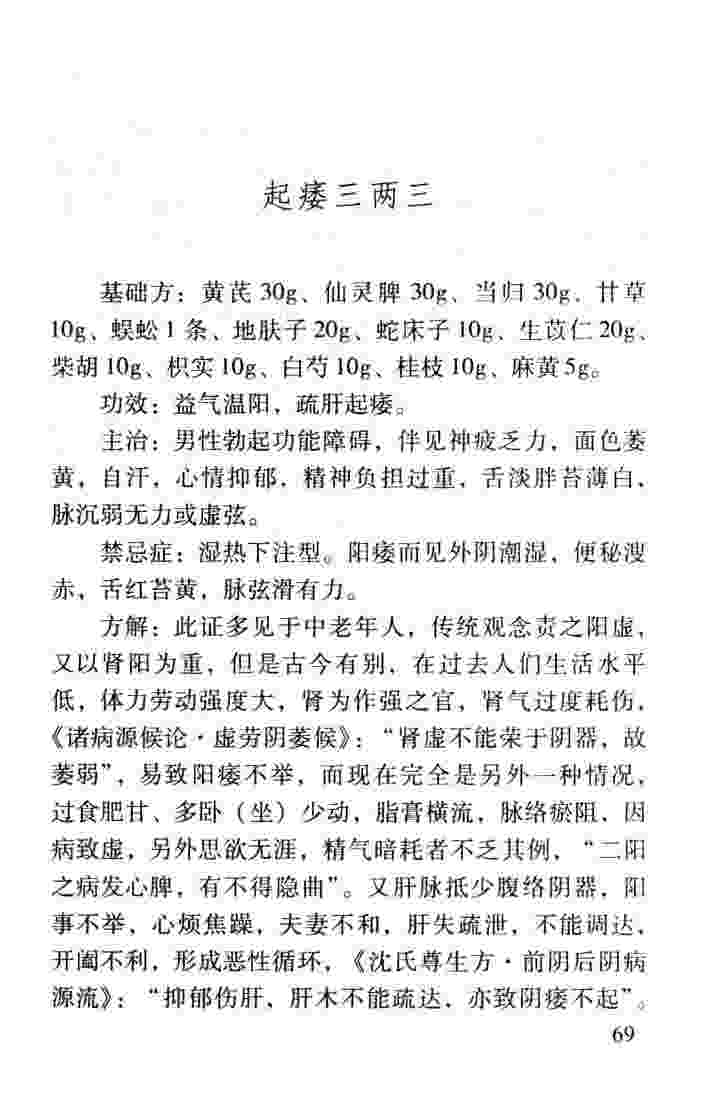 起痿三两三
基础方：黄芪 30g、仙灵脾 30g、当归 30g、甘草
10g、蜈蚣 1 条、地肤子 20g、蛇床子 10g、生苡仁 20g、
柴胡 10g、枳实 10g、白芍 10g、桂枝 10g、麻黄 5g。
功效：益气温阳，疏肝起痿。
主治：男性勃起功能障碍，伴见神疲乏力，面色萎
黄，自汗，心情抑郁，精神负担过重，舌淡胖苔薄白，
脉沉弱无力或虚弦。
禁忌症：湿热下注型。阳痿而见外阴潮湿，便秘溲
赤，舌红苔黄，脉弦滑有力。
方解：此证多见于中老年人，传统观念责之阳虚，
又以肾阳为重，但是古今有别，在过去人们生活水平
低，体力劳动强度大，肾为作强之官，肾气过度耗伤，
《诸病源候论·虚劳阴萎候》：“肾虚不能荣于阴器，故
萎弱”，易致阳痿不举，而现在完全是另外一种情况，
过食肥甘、多卧（坐）少动，脂膏横流，脉络瘀阻，因
病致虚，另外思欲无涯，精气暗耗者不乏其例，“二阳
之病发心脾，有不得隐曲”。又肝脉抵少腹络阴器，阳
事不举，心烦焦躁，夫妻不和，肝失疏泄，不能调达，
开阖不利，形成恶性循环，《沈氏尊生方·前阴后阴病
源流》：“抑郁伤肝，肝木不能疏达，亦致阴痿不起”。
69